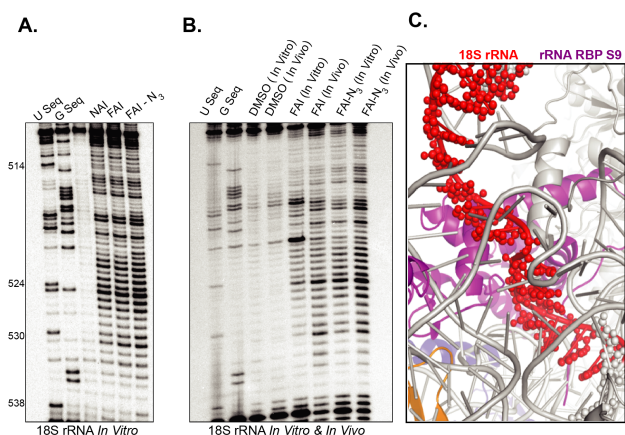 A.
U Seq
G Seq
NAI
FAI
FAI - N3
514
524
530
538
18S rRNA In Vitro
B.
U Seq
G Seq
DMSO ( In Vitro)
DMSO ( In Vivo)
FAI (In Vitro)
FAI (In Vivo)
FAI-N3 (In Vitro)
FAI-N3 (In Vivo)
18S rRNA In Vitro & In Vivo
C.
18S rRNA rRNA RBP S9